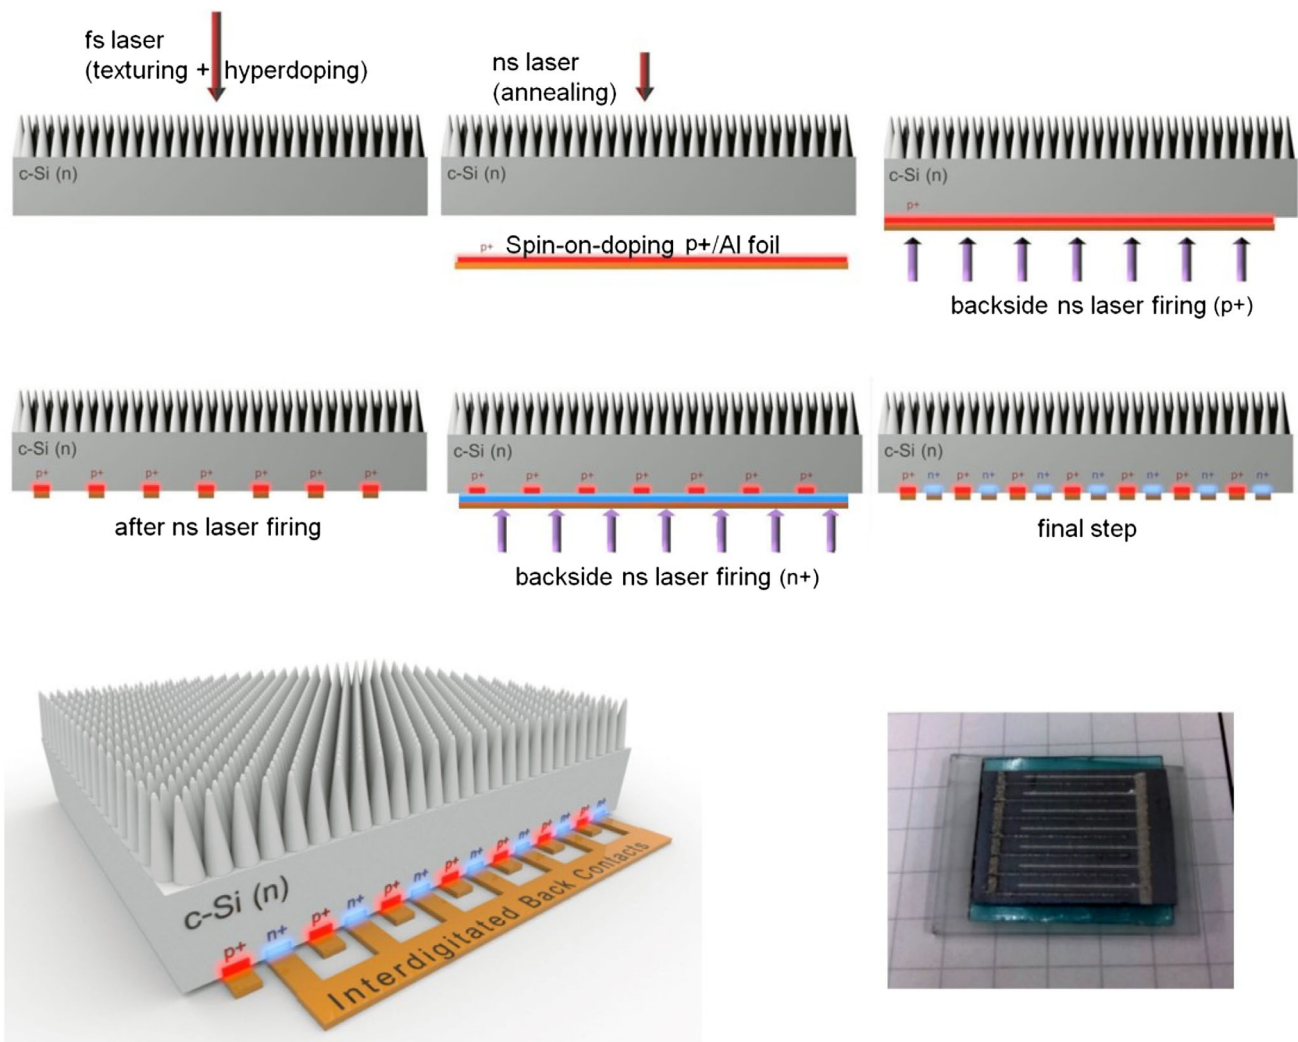 fs laser
(texturing + hyperdoping)
c-Si (n)
ns laser
(annealing)
c-Si (n)
p+ Spin-on-doping p+/Al foil
c-Si (n)
p+
backside ns laser firing (p+)
c-Si (n)
p+ p+ p+ p+ p+ p+ p+
after ns laser firing
c-Si (n)
p+ p+ p+ p+ p+ p+ p+
backside ns laser firing (n+)
c-Si (n)
p+ n+ p+ n+ p+ n+ p+ n+ p+ n+ p+ n+ p+ n+
final step
c-Si (n)
p+ n+ p+ n+ p+ n+ p+ n+ p+ n+ p+ n+ p+ n+
Interdigitated Back Contacts